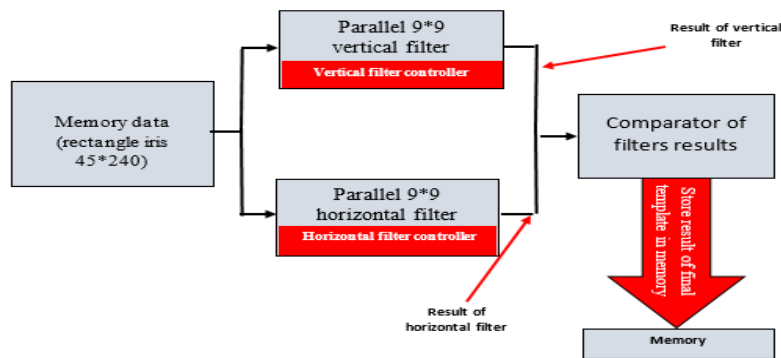 Parallel 9*9
vertical filter
Vertical filter controller
Result of vertical
filter
Memory data
(rectangle iris
45*240)
Comparator of
filters results
Parallel 9*9
horizontal filter
Horizontal filter controller
Store result of final
template in memory
Result of
horizontal filter
Memory